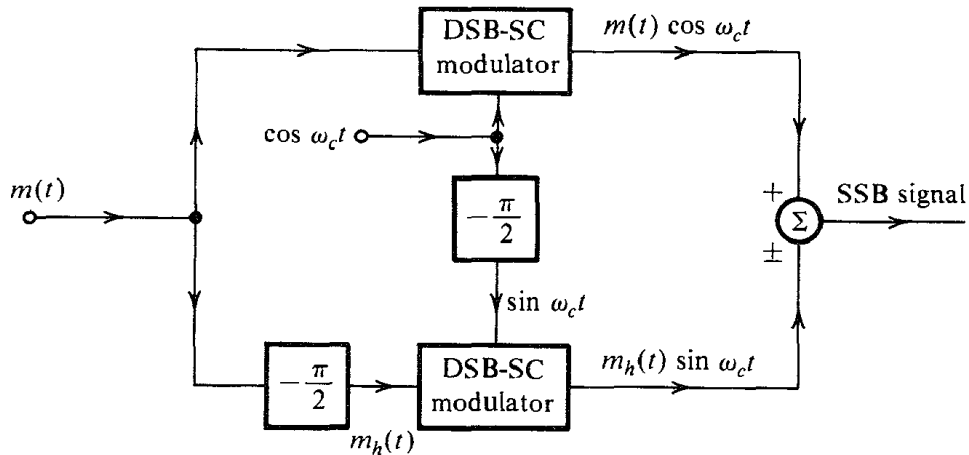 DSB-SC
modulator
m(t) cos ω_c t
cos ω_c t
m(t)
−π/2
+
SSB signal
Σ
±
sin ω_c t
−π/2
DSB-SC
modulator
m_h(t) sin ω_c t
m_h(t)